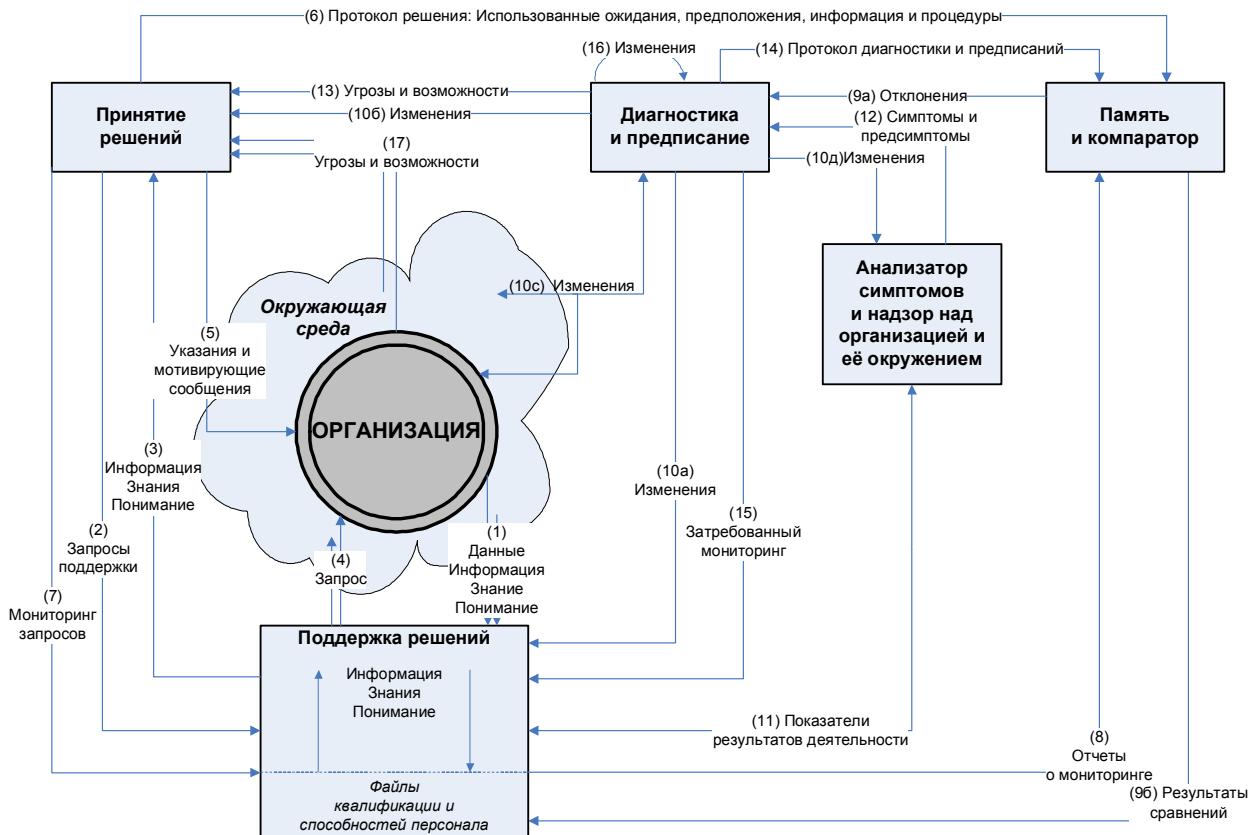 (6) Протокол решения: Использованные ожидания, предположения, информация и процедуры
(16) Изменения
(14) Протокол диагностики и предписаний
Принятие
решений
(13) Угрозы и возможности
(10б) Изменения
(17)
Угрозы и возможности
Диагностика
и предписание
(9а) Отклонения
(12) Симптомы и
предсимптомы
(10д)Изменения
Память
и компаратор
Анализатор
симптомов
и надзор над
организацией и
её окружением
(10с) Изменения
Окружающая
среда
ОРГАНИЗАЦИЯ
(5)
Указания и
мотивирующие
сообщения
(3)
Информация
Знания
Понимание
(2)
Запросы
поддержки
(7)
Мониторинг
запросов
(4)
Запрос
(1)
Данные
Информация
Знание
Понимание
(10а)
Изменения
(15)
Затребованный
мониторинг
Поддержка решений
Информация
Знания
Понимание
Файлы
квалификации и
способностей персонала
(11) Показатели
результатов деятельности
(8)
Отчеты
о мониторинге
(9б) Результаты
сравнений